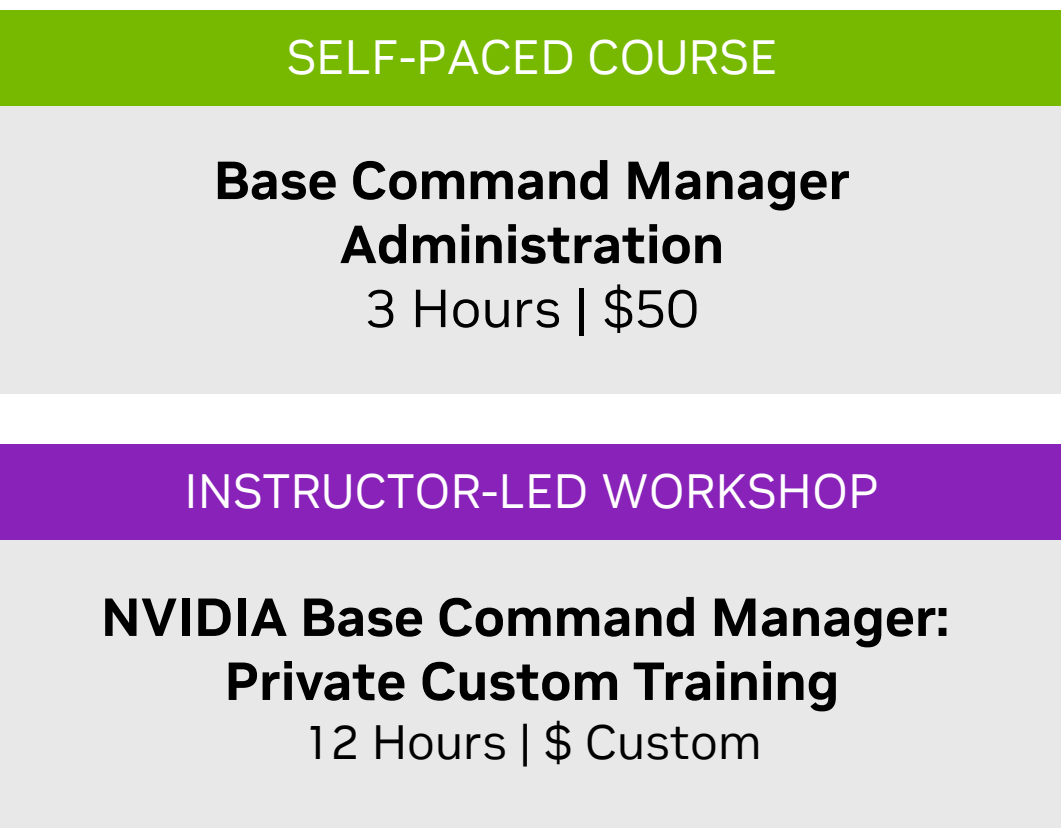 SELF-PACED COURSE
Base Command Manager
Administration
3 Hours | $50
INSTRUCTOR-LED WORKSHOP
NVIDIA Base Command Manager:
Private Custom Training
12 Hours | $ Custom